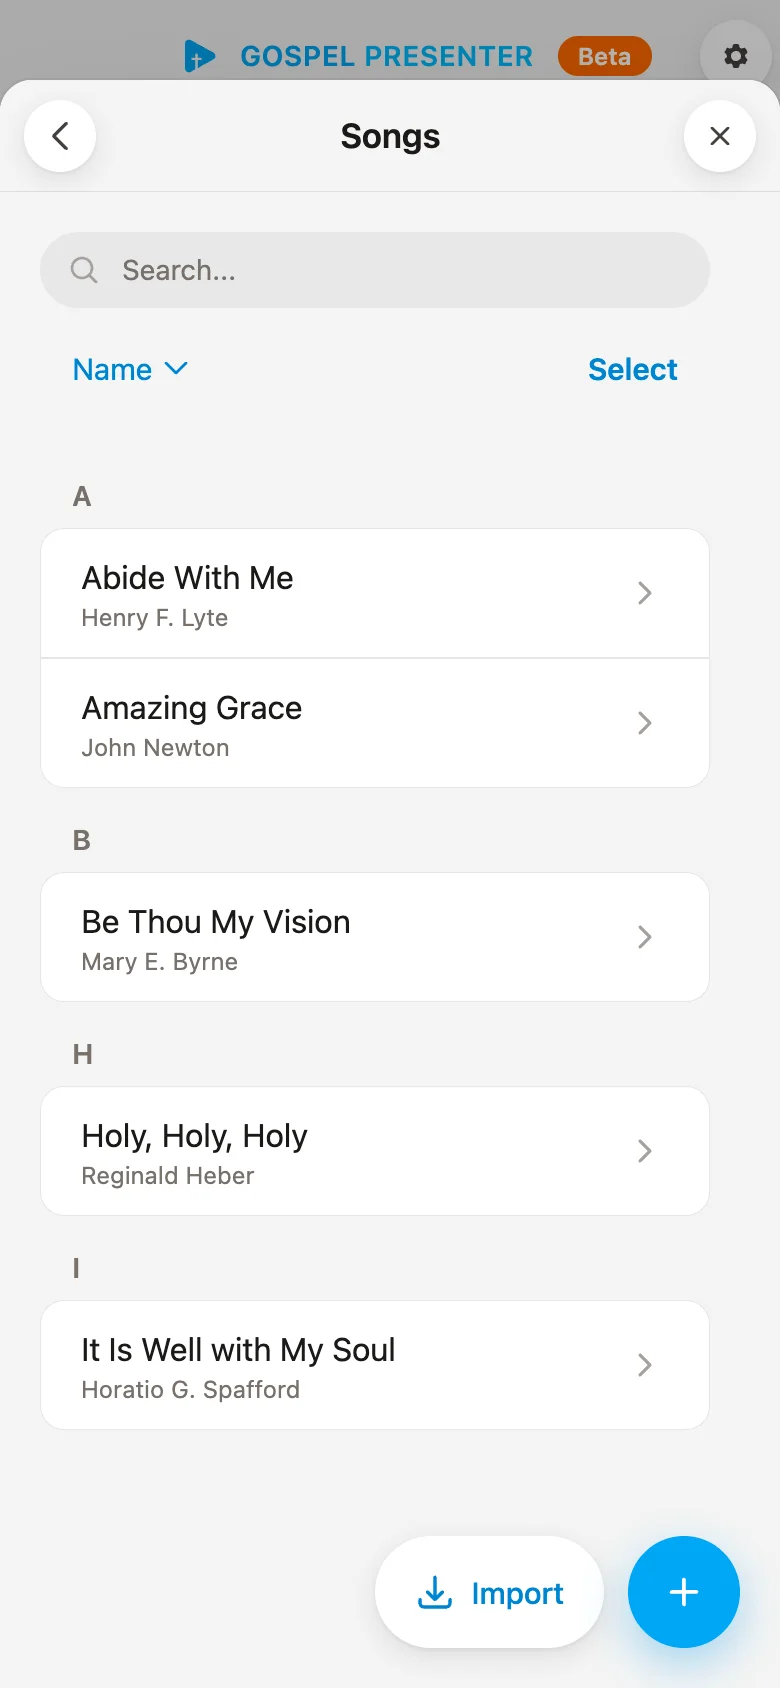 GOSPEL PRESENTER Beta
Songs
Search...
Name Select
A
Abide With Me
Henry F. Lyte
Amazing Grace
John Newton
B
Be Thou My Vision
Mary E. Byrne
H
Holy, Holy, Holy
Reginald Heber
I
It Is Well with My Soul
Horatio G. Spafford
Import